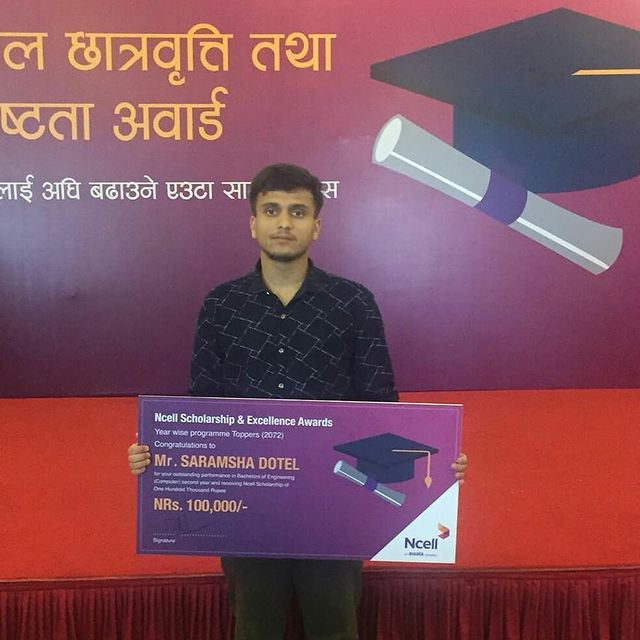 ल छात्रवृत्ति तथा
ष्टता अवार्ड
लाई अघि बढाउने एउटा
Ncell Scholarship & Excellence Awards
Year wise programme Toppers (2072)
Congratulations to
Mr. SARAMSHA DOTEL
for your outstanding performance in Bachelors of Engineering
(Computer) second year and receiving Ncell Scholarship of
One Hundred Thousand Rupee
NRs. 100,000/-
Signature
Ncell
an axiata company